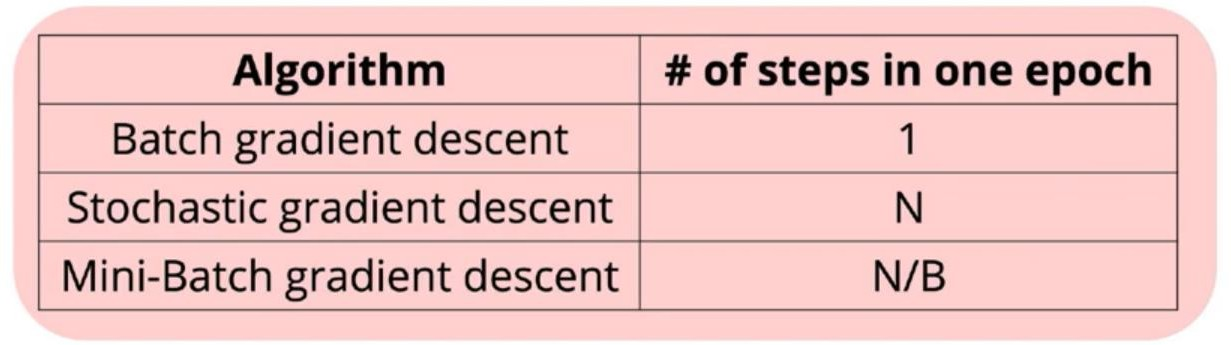 Algorithm # of steps in one epoch
Batch gradient descent 1
Stochastic gradient descent N
Mini-Batch gradient descent N/B